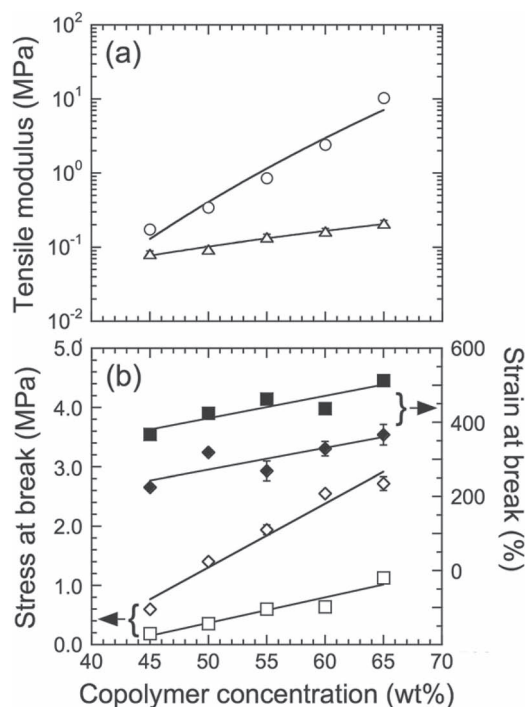 10²
(a)
10¹
10⁰
10⁻¹
10⁻²
Tensile modulus (MPa)
5.0
(b)
600
4.0
400
3.0
200
2.0
0
1.0
0.0
Stress at break (MPa)
Strain at break (%)
40 45 50 55 60 65 70
Copolymer concentration (wt%)